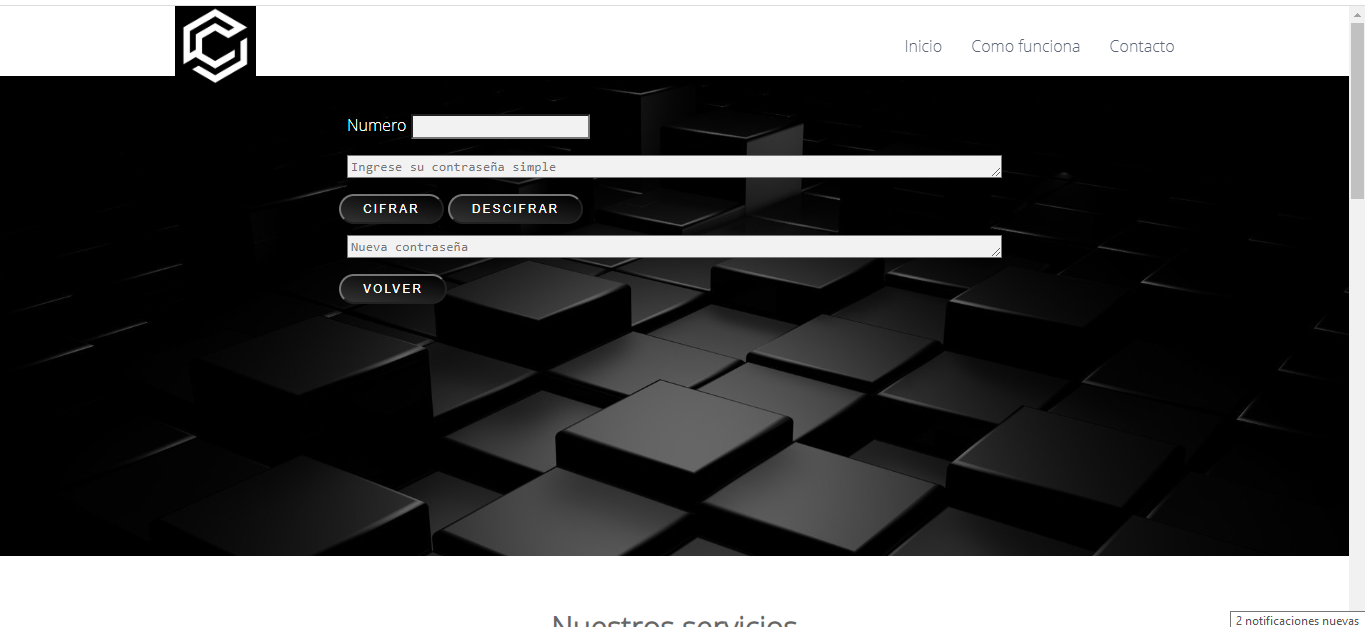 Inicio Como funciona Contacto
Numero
Ingrese su contraseña simple
CIFRAR DESCIFRAR
Nueva contraseña
VOLVER
Nuestros servicios
2 notificaciones nuevas